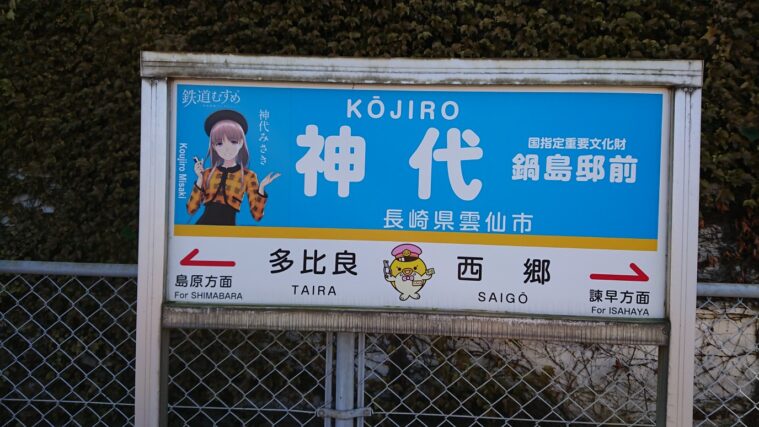 鉄道むすめ
神代みさき
Koujiro Misaki
KŌJIRO
神代
国指定重要文化財
鍋島邸前
長崎県雲仙市
島原方面
For SHIMABARA
多比良
TAIRA
西郷
SAIGŌ
諫早方面
For ISAHAYA